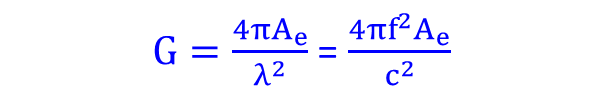 G = 4πAₑ/λ² = 4πf²Aₑ/c²